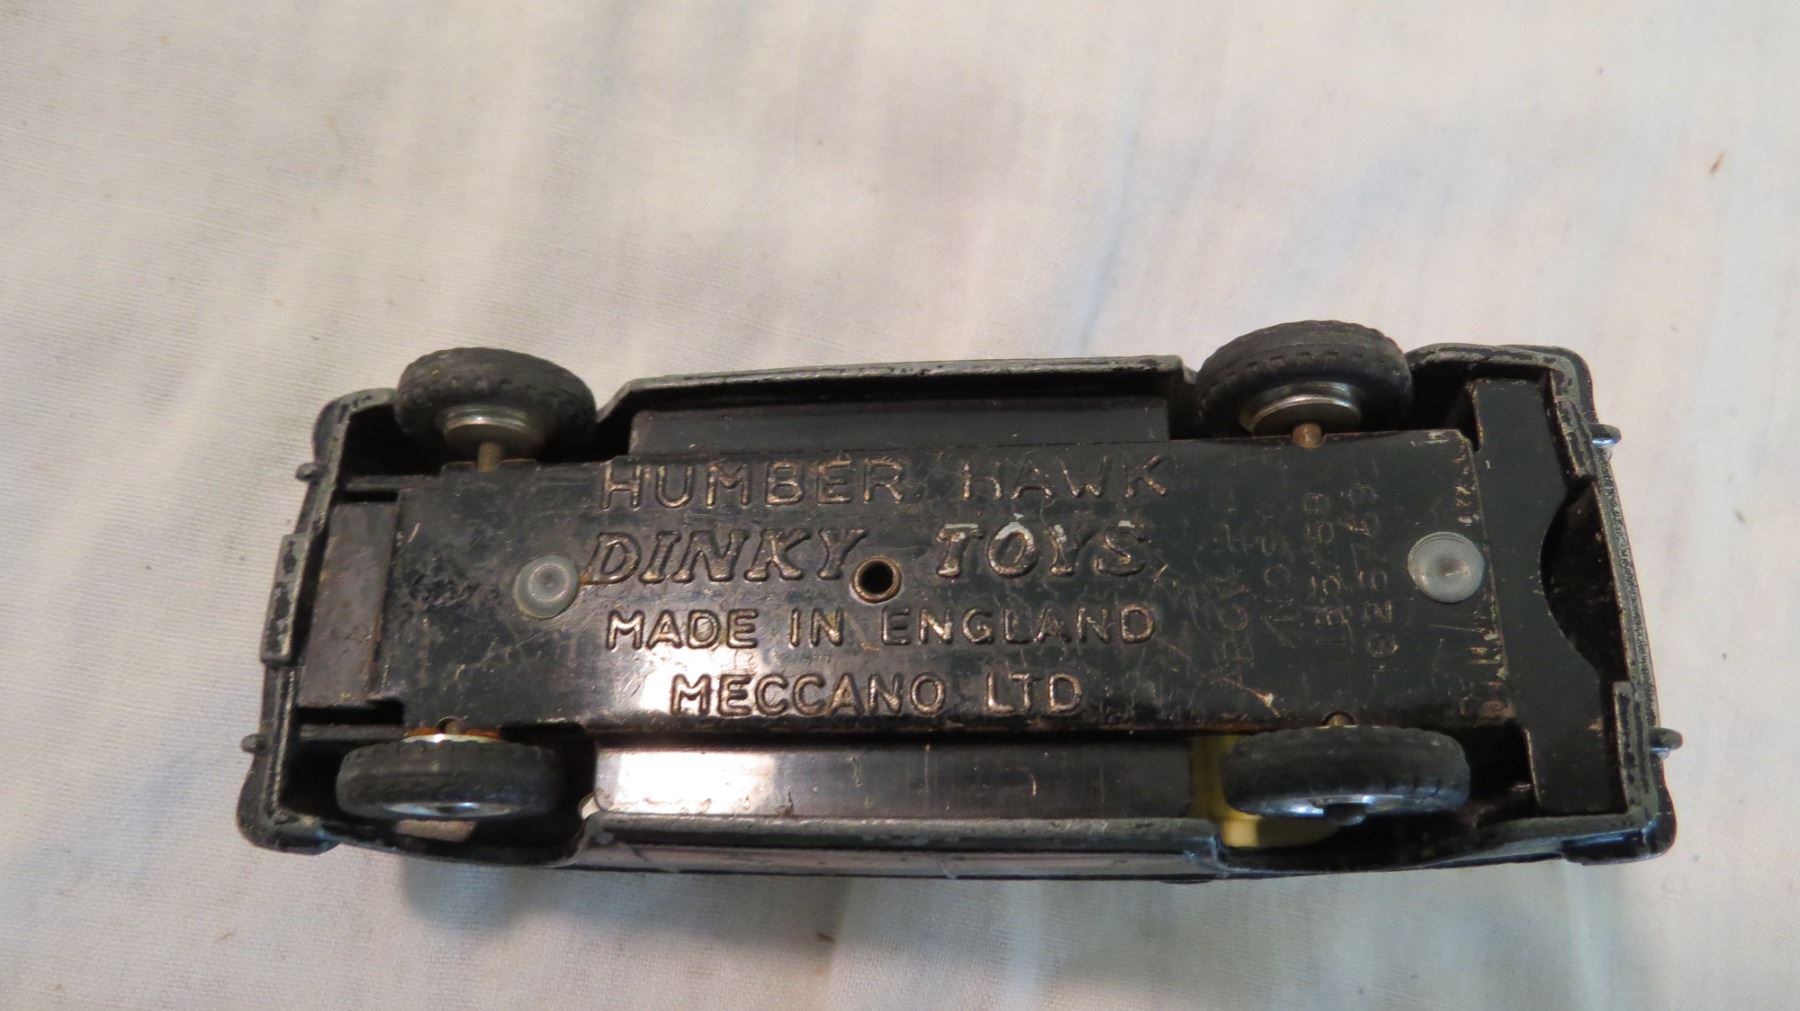 HUMBER HAWK
DINKY TOYS
MADE IN ENGLAND
MECCANO LTD